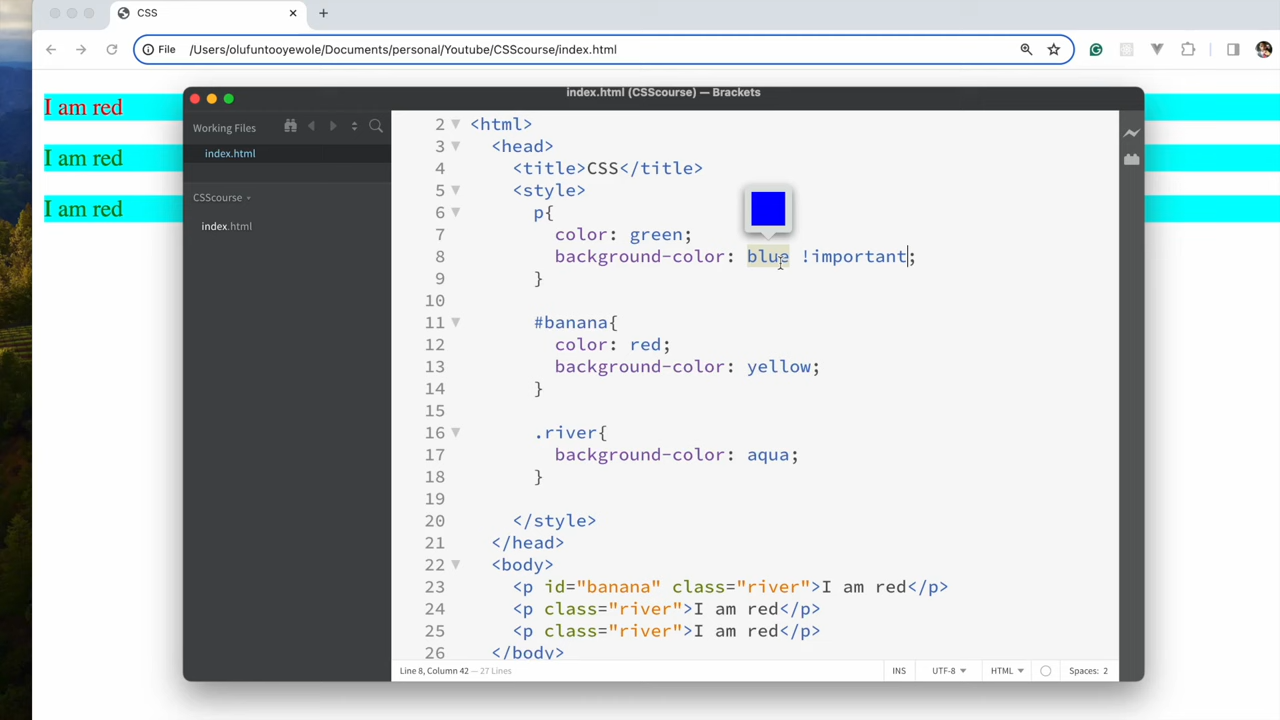 CSS
File /Users/olufuntooyewole/Documents/personal/Youtube/CSScourse/index.html
I am red
I am red
I am red
index.html (CSScourse) — Brackets
Working Files
index.html
CSScourse
index.html
2 <html>
3 <head>
4 <title>CSS</title>
5 <style>
6 p{
7 color: green;
8 background-color: blue !important;
9 }
10
11 #banana{
12 color: red;
13 background-color: yellow;
14 }
15
16 .river{
17 background-color: aqua;
18 }
19
20 </style>
21 </head>
22 <body>
23 <p id="banana" class="river">I am red</p>
24 <p class="river">I am red</p>
25 <p class="river">I am red</p>
26 </body>
Line 8, Column 42 — 27 Lines
INS UTF-8 HTML Spaces: 2